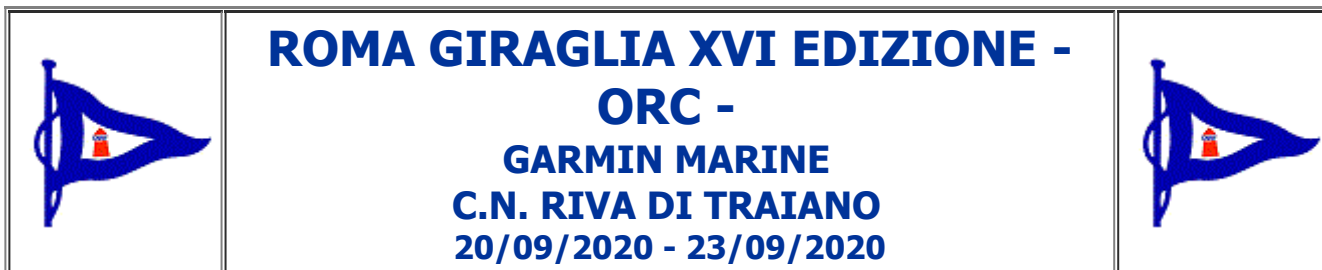 ROMA GIRAGLIA XVI EDIZIONE -
ORC -
GARMIN MARINE
C.N. RIVA DI TRAIANO
20/09/2020 - 23/09/2020